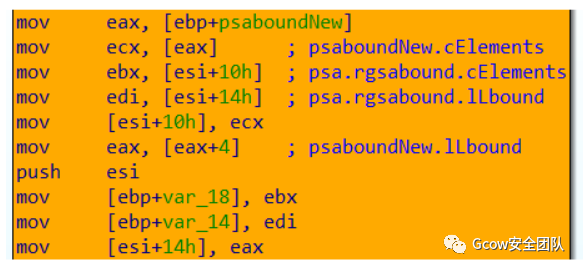 mov eax, [ebp+psaboundNew]
mov ecx, [eax] ; psaboundNew.cElements
mov ebx, [esi+10h] ; psa.rgsabound.cElements
mov edi, [esi+14h] ; psa.rgsabound.lLbound
mov [esi+10h], ecx
mov eax, [eax+4] ; psaboundNew.lLbound
push esi
mov [ebp+var_18], ebx
mov [ebp+var_14], edi
mov [esi+14h], eax
Gcow安全团队